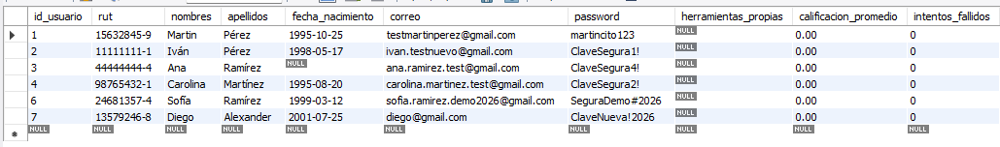 id_usuario rut nombres apellidos fecha_nacimiento correo password herramientas_propias calificacion_promedio intentos_fallidos
1 15632845-9 Martin Pérez 1995-10-25 testmartinperez@gmail.com martincito123 NULL 0.00 0
2 11111111-1 Iván Pérez 1998-05-17 ivan.testnuevo@gmail.com ClaveSegura1! NULL 0.00 0
3 44444444-4 Ana Ramírez NULL ana.ramirez.test@gmail.com ClaveSegura4! NULL 0.00 0
4 98765432-1 Carolina Martínez 1995-08-20 carolina.martinez.test@gmail.com ClaveSegura2! NULL 0.00 0
6 24681357-4 Sofía Ramírez 1999-03-12 sofia.ramirez.demo2026@gmail.com SeguraDemo#2026 NULL 0.00 0
7 13579246-8 Diego Alexander 2001-07-25 diego@gmail.com ClaveNueva!2026 NULL 0.00 0
NULL NULL NULL NULL NULL NULL NULL NULL NULL NULL